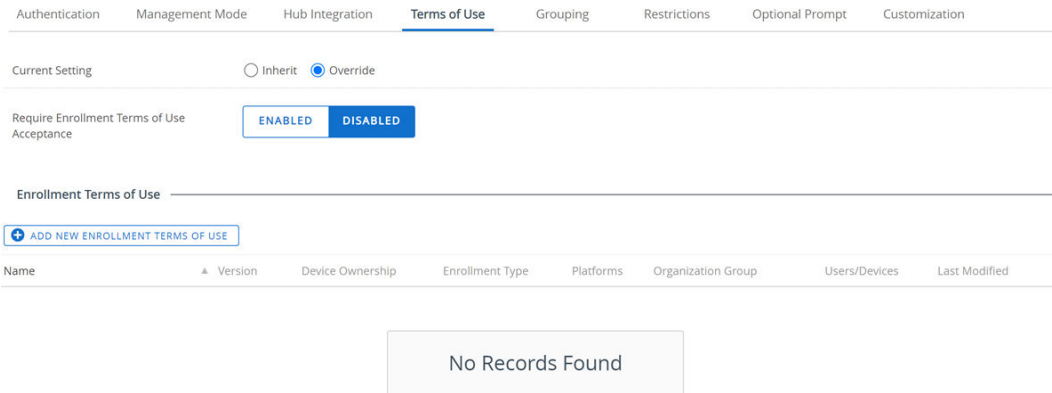 Authentication Management Mode Hub Integration Terms of Use Grouping Restrictions Optional Prompt Customization
Current Setting Inherit Override
Require Enrollment Terms of Use
Acceptance
ENABLED DISABLED
Enrollment Terms of Use
ADD NEW ENROLLMENT TERMS OF USE
Name Version Device Ownership Enrollment Type Platforms Organization Group Users/Devices Last Modified
No Records Found